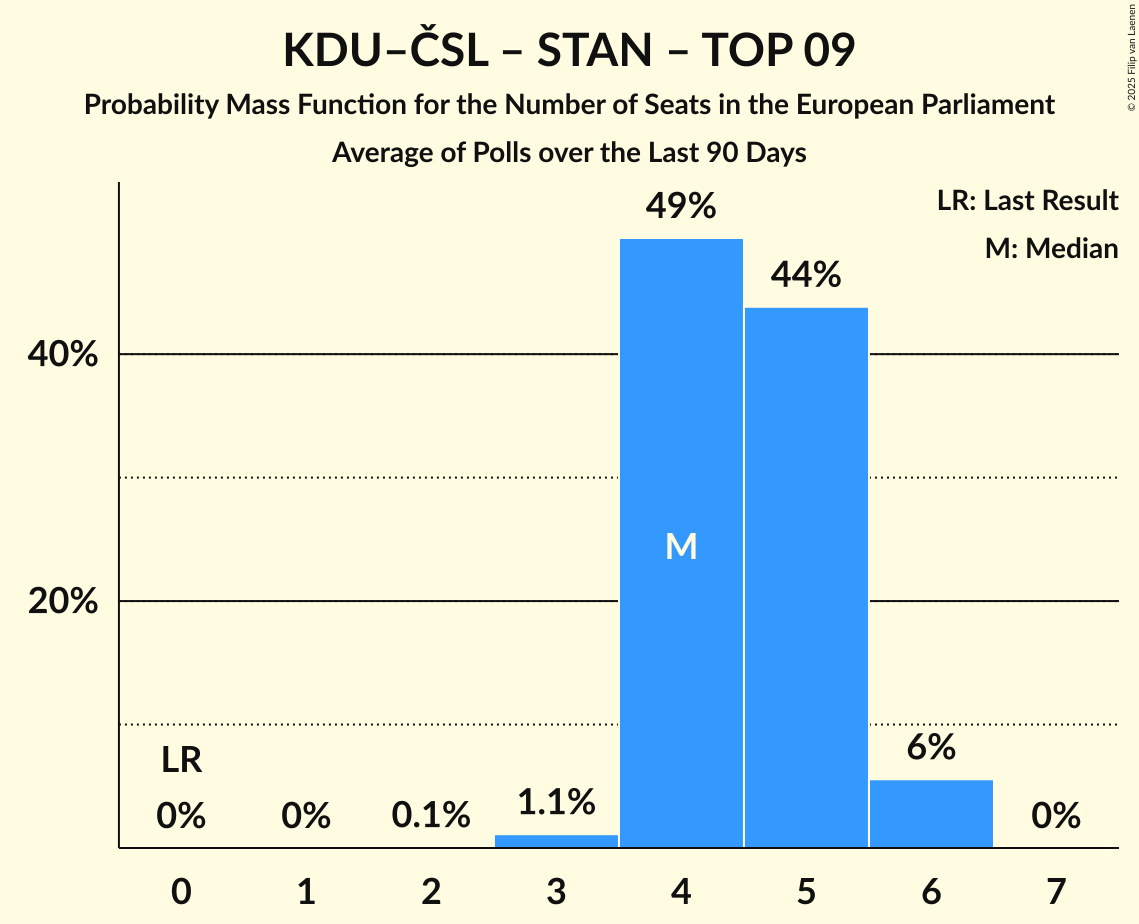 KDU–ČSL – STAN – TOP 09
Probability Mass Function for the Number of Seats in the European Parliament
Average of Polls over the Last 90 Days
© 2025 Filip van Laenen
LR: Last Result
M: Median
49%
44%
40%
M
20%
LR
0%
0%
0.1%
1.1%
6%
0%
0 1 2 3 4 5 6 7